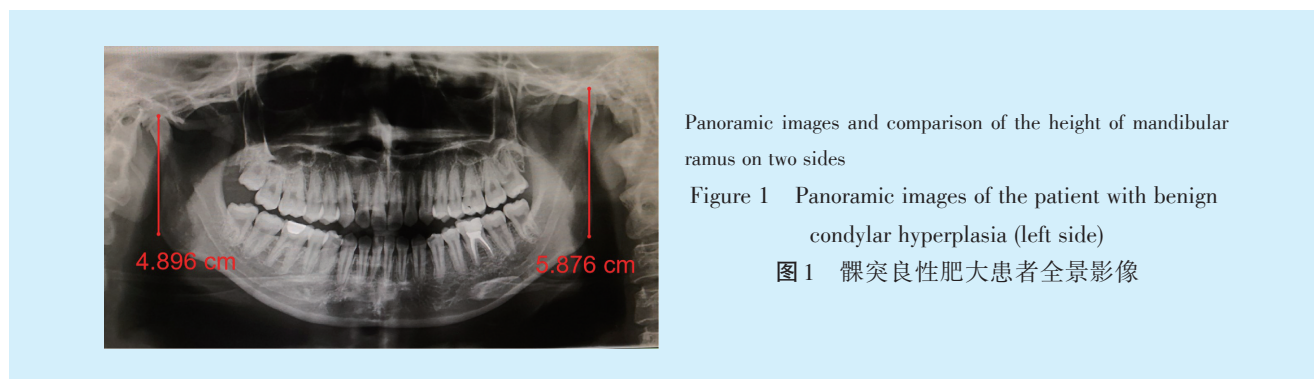 4.896 cm
5.876 cm
Panoramic images and comparison of the height of mandibular
ramus on two sides
Figure 1 Panoramic images of the patient with benign
condylar hyperplasia (left side)
图1 髁突良性肥大患者全景影像